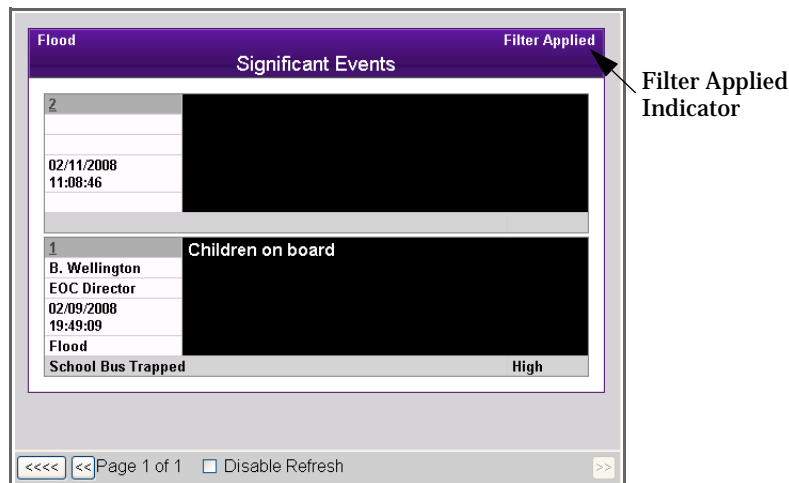 Flood
Filter Applied
Significant Events
Filter Applied
Indicator
2
02/11/2008
11:08:46
1
Children on board
B. Wellington
EOC Director
02/09/2008
19:49:09
Flood
School Bus Trapped
High
<<<< << Page 1 of 1 Disable Refresh >>